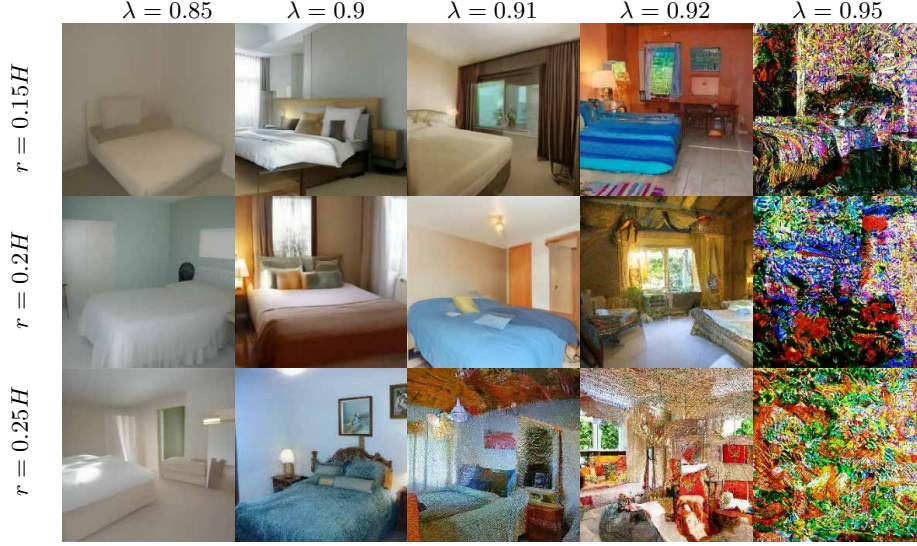 λ = 0.85 λ = 0.9 λ = 0.91 λ = 0.92 λ = 0.95
r = 0.15H
r = 0.2H
r = 0.25H